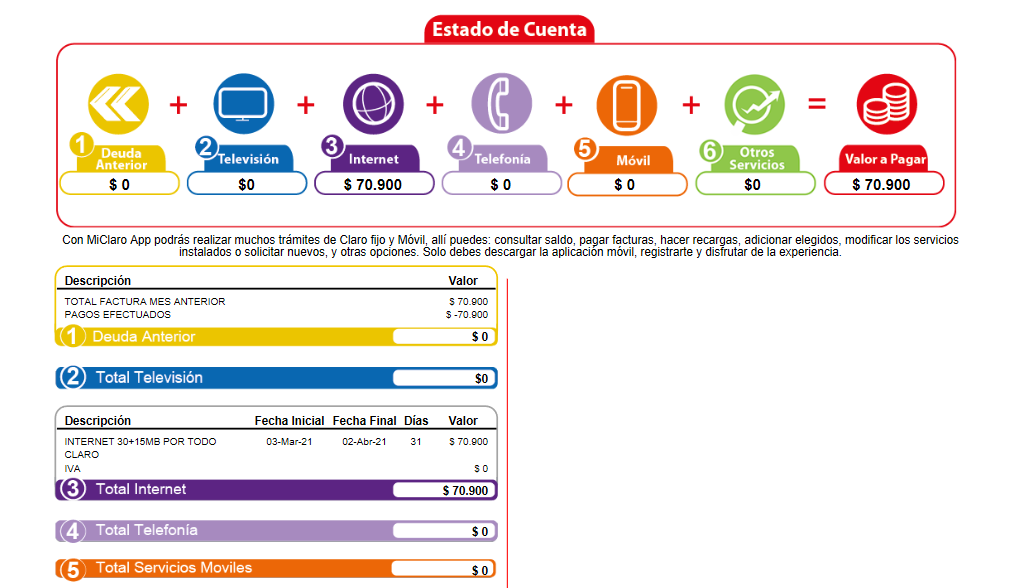 Estado de Cuenta
+ + + + + =
1 Deuda Anterior
2 Televisión
3 Internet
4 Telefonía
5 Móvil
6 Otros Servicios
Valor a Pagar
$ 0
$0
$ 70.900
$ 0
$ 0
$0
$ 70.900
Con MiClaro App podrás realizar muchos trámites de Claro fijo y Móvil, allí puedes: consultar saldo, pagar facturas, hacer recargas, adicionar elegidos, modificar los servicios
instalados o solicitar nuevos, y otras opciones. Solo debes descargar la aplicación móvil, registrarte y disfrutar de la experiencia.
Descripción Valor
TOTAL FACTURA MES ANTERIOR $ 70.900
PAGOS EFECTUADOS $ -70.900
1 Deuda Anterior $ 0
2 Total Televisión $0
Descripción Fecha Inicial Fecha Final Días Valor
INTERNET 30+15MB POR TODO 03-Mar-21 02-Abr-21 31 $ 70.900
CLARO
IVA $ 0
3 Total Internet $ 70.900
4 Total Telefonía $ 0
5 Total Servicios Moviles $ 0